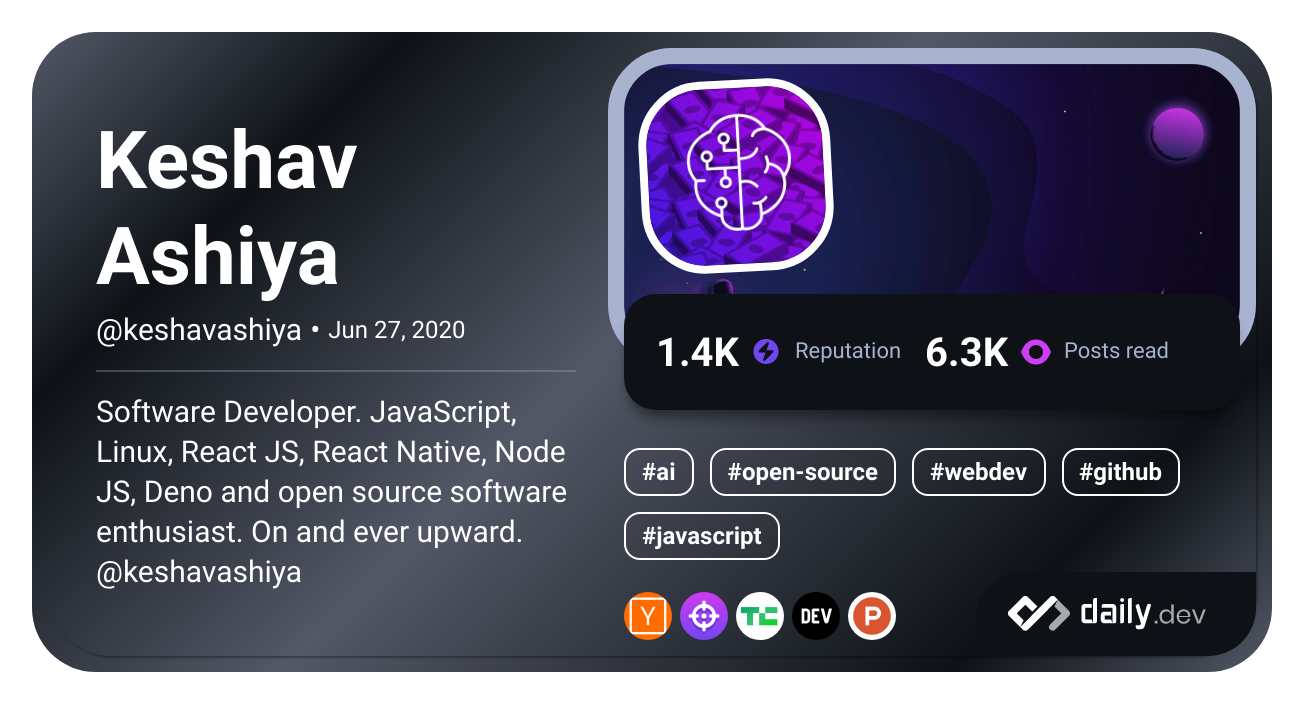 Keshav
Ashiya
@keshavashiya • Jun 27, 2020
Software Developer. JavaScript,
Linux, React JS, React Native, Node
JS, Deno and open source software
enthusiast. On and ever upward.
@keshavashiya
1.4K Reputation 6.3K Posts read
#ai #open-source #webdev #github
#javascript
Y TC DEV P
daily.dev